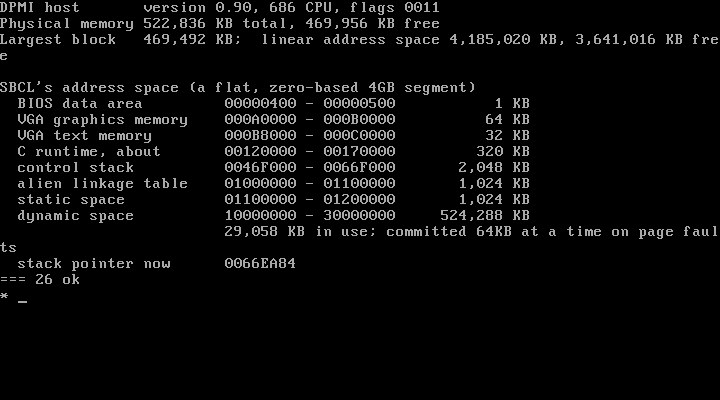 DPMI host      version 0.90, 686 CPU, flags 0011
Physical memory 522,836 KB total, 469,956 KB free
Largest block   469,492 KB;  linear address space 4,185,020 KB, 3,641,016 KB fre
e
SBCL's address space (a flat, zero-based 4GB segment)
  BIOS data area         00000400 - 00000500           1 KB
  VGA graphics memory    000A0000 - 000B0000          64 KB
  VGA text memory        000B8000 - 000C0000          32 KB
  C runtime, about       00120000 - 00170000         320 KB
  control stack          0046F000 - 0066F000       2,048 KB
  alien linkage table    01000000 - 01100000       1,024 KB
  static space           01100000 - 01200000       1,024 KB
  dynamic space          10000000 - 30000000     524,288 KB
                         29,058 KB in use; committed 64KB at a time on page faul
ts
  stack pointer now      0066EA84
=== 26 ok
* _